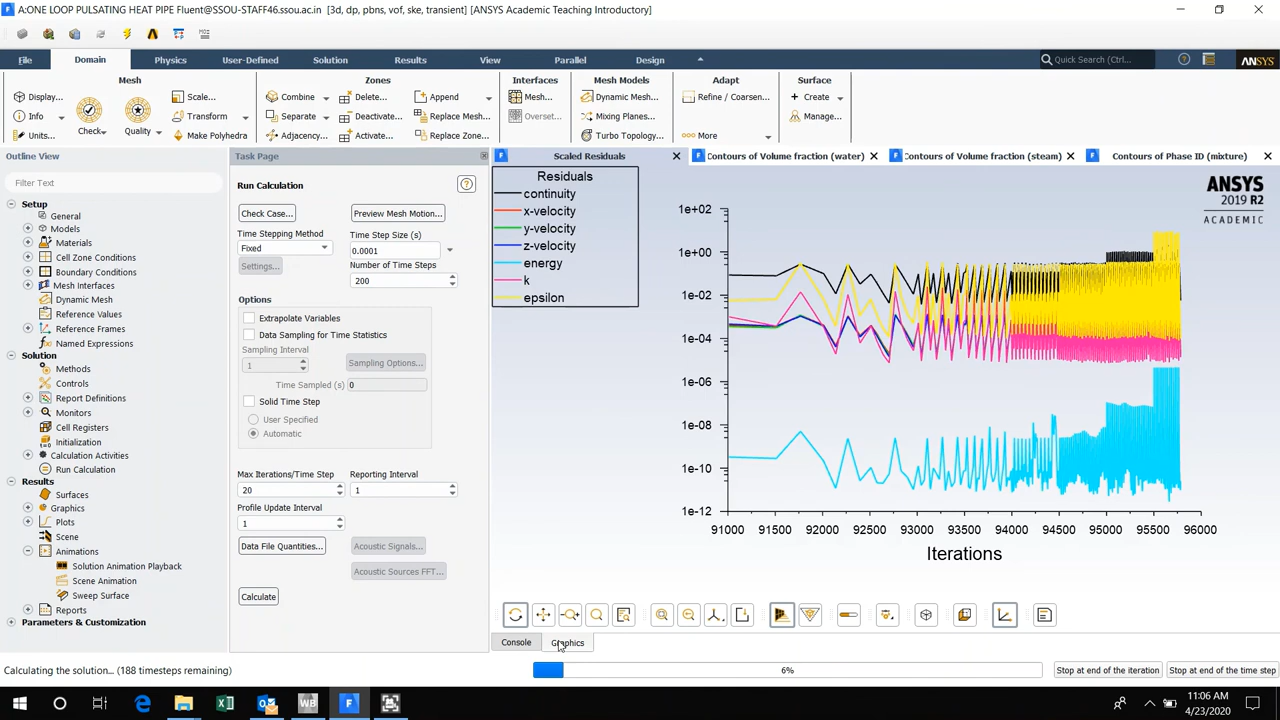 A:ONE LOOP PULSATING HEAT PIPE Fluent@SSOU-STAFF46.ssou.ac.in [3d, dp, pbns, vof, ske, transient] [ANSYS Academic Teaching Introductory]
File Domain Physics User-Defined Solution Results View Parallel Design Quick Search (Ctrl... ANSYS
Mesh Zones Interfaces Mesh Models Adapt Surface
Display... Scale... Combine Delete... Append Mesh... Dynamic Mesh... Refine / Coarsen... Create
Info Check Quality Transform Separate Deactivate... Replace Mesh... Overset... Mixing Planes... Manage...
Units... Make Polyhedra Adjacency... Activate... Replace Zone... Turbo Topology... More
Outline View
Filter Text
Setup
General
Models
Materials
Cell Zone Conditions
Boundary Conditions
Mesh Interfaces
Dynamic Mesh
Reference Values
Reference Frames
Named Expressions
Solution
Methods
Controls
Report Definitions
Monitors
Cell Registers
Initialization
Calculation Activities
Run Calculation
Results
Surfaces
Graphics
Plots
Scene
Animations
Solution Animation Playback
Scene Animation
Sweep Surface
Reports
Parameters & Customization
Task Page
Run Calculation
Check Case... Preview Mesh Motion...
Time Stepping Method Time Step Size (s)
Fixed 0.0001
Settings... Number of Time Steps
200
Options
Extrapolate Variables
Data Sampling for Time Statistics
Sampling Interval
1 Sampling Options...
Time Sampled (s) 0
Solid Time Step
User Specified
Automatic
Max Iterations/Time Step Reporting Interval
20 1
Profile Update Interval
1
Data File Quantities... Acoustic Signals...
Acoustic Sources FFT...
Calculate
Scaled Residuals Contours of Volume fraction (water) Contours of Volume fraction (steam) Contours of Phase ID (mixture)
Residuals
continuity
x-velocity
y-velocity
z-velocity
energy
k
epsilon
ANSYS
2019 R2
ACADEMIC
1e+02
1e+00
1e-02
1e-04
1e-06
1e-08
1e-10
1e-12
91000 91500 92000 92500 93000 93500 94000 94500 95000 95500 96000
Iterations
Console Graphics
Calculating the solution... (188 timesteps remaining) 6% Stop at end of the iteration Stop at end of the time step
11:06 AM
4/23/2020